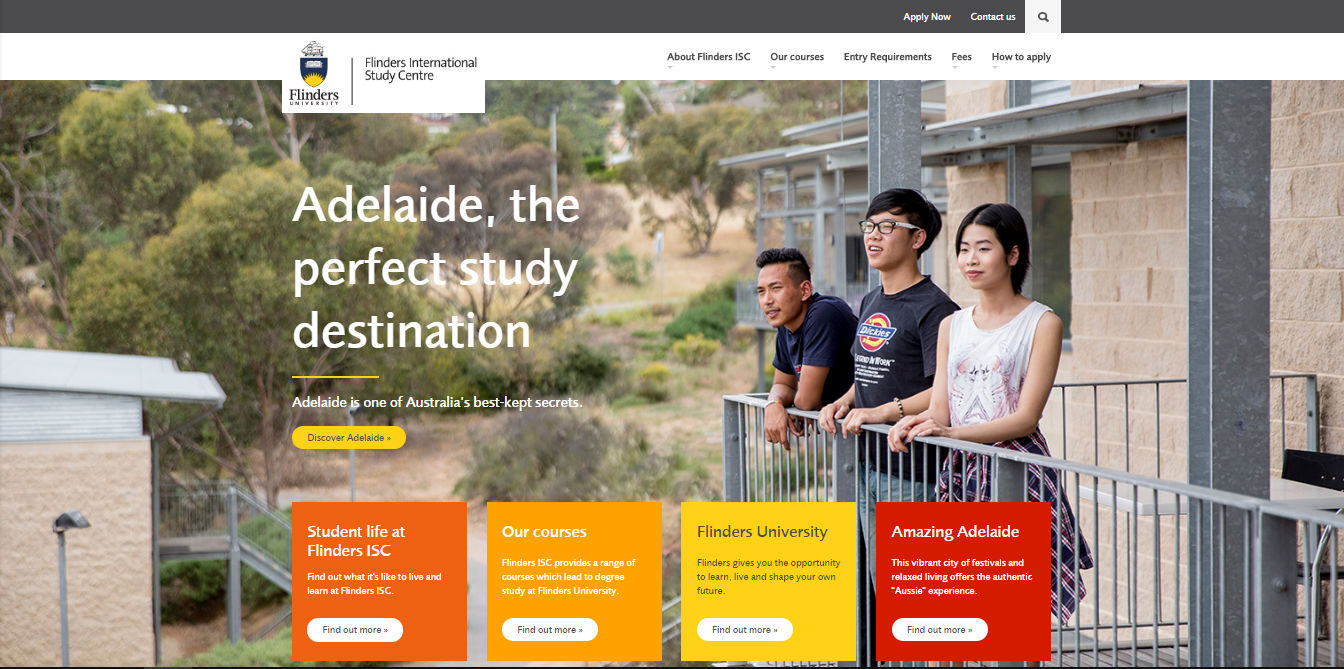 Apply Now
Contact us
Flinders
UNIVERSITY
Flinders International
Study Centre
About Flinders ISC
Our courses
Entry Requirements
Fees
How to apply
Adelaide, the
perfect study
destination
Adelaide is one of Australia's best-kept secrets.
Discover Adelaide »
Dickies
LEGEND IN WORK™
Student life at
Flinders ISC
Find out what it's like to live and
learn at Flinders ISC.
Find out more »
Our courses
Flinders ISC provides a range of
courses which lead to degree
study at Flinders University.
Find out more »
Flinders University
Flinders gives you the opportunity
to learn, live and shape your own
future.
Find out more »
Amazing Adelaide
This vibrant city of festivals and
relaxed living offers the authentic
"Aussie" experience.
Find out more »